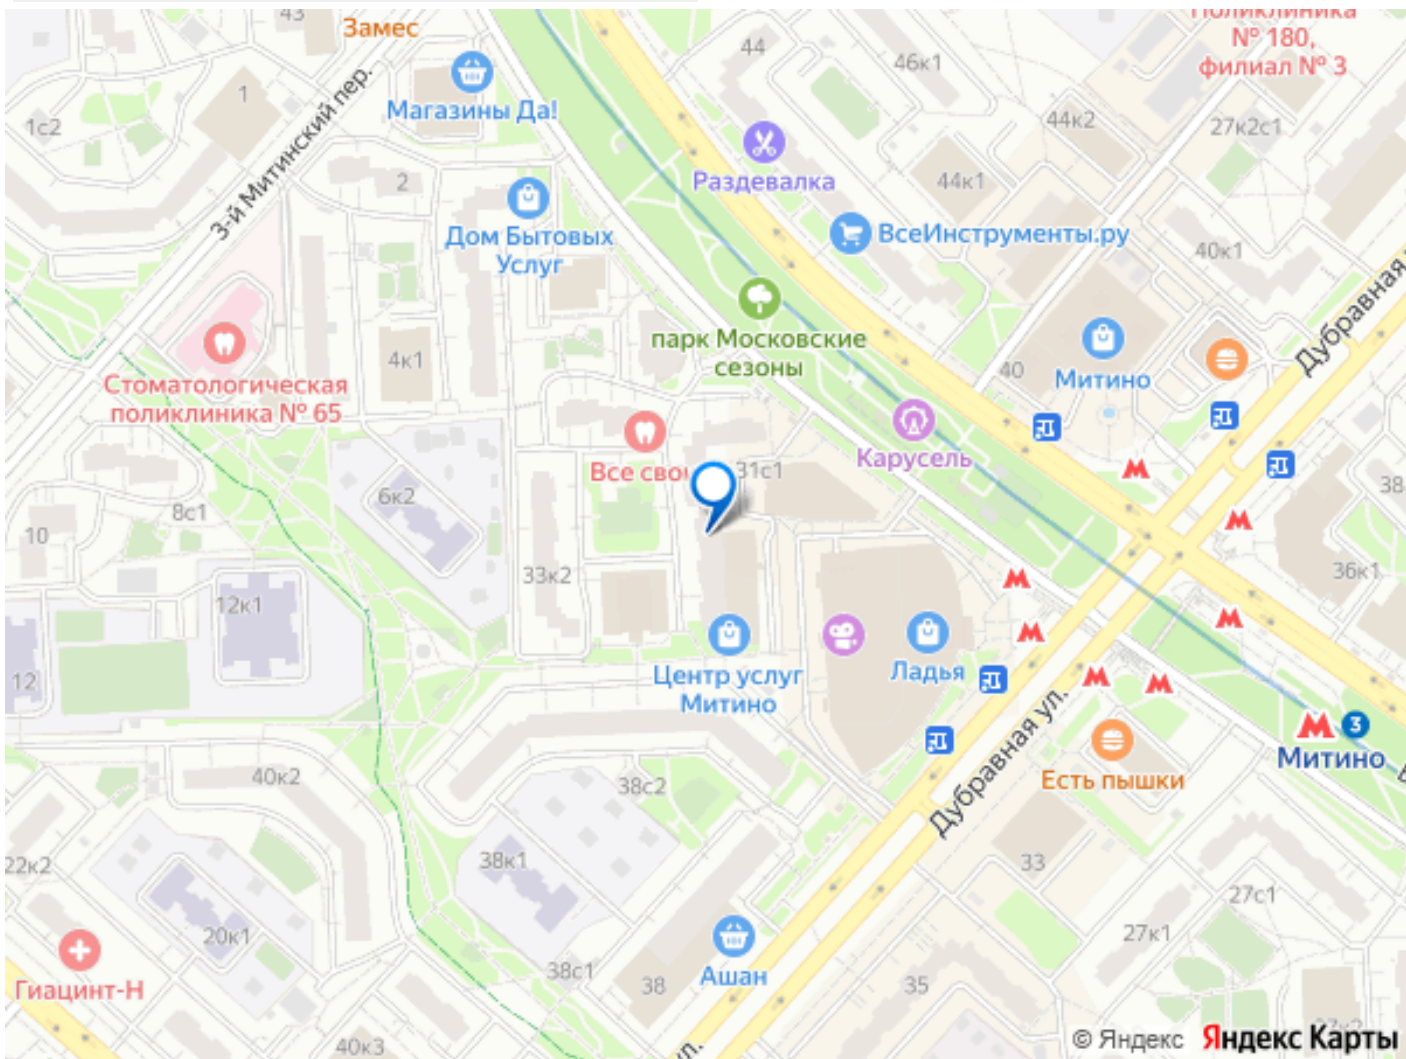 43
Замес
Поликлиника
№ 180,
филиал № 3
44
46к1
1
Магазины Да!
1с2
44к2
27к2с1
3-й Митинский пер.
2
Раздевалка
44к1
Дом Бытовых
Услуг
ВсеИнструменты.ру
40к1
Дубравная
парк Московские
сезоны
4к1
40
Митино
Стоматологическая
поликлиника № 65
Карусель
Все сво
31с1
38
6к2
8с1
10
33к2
36к1
12к1
12
Центр услуг
Митино
Ладья
Дубравная ул.
3
Митино
40к2
38с2
Есть пышки
22к2
38к1
33
27с1
20к1
27к1
Гиацинт-Н
38с1
38
Ашан
35
40к3
ул.
© Яндекс Яндекс Карты